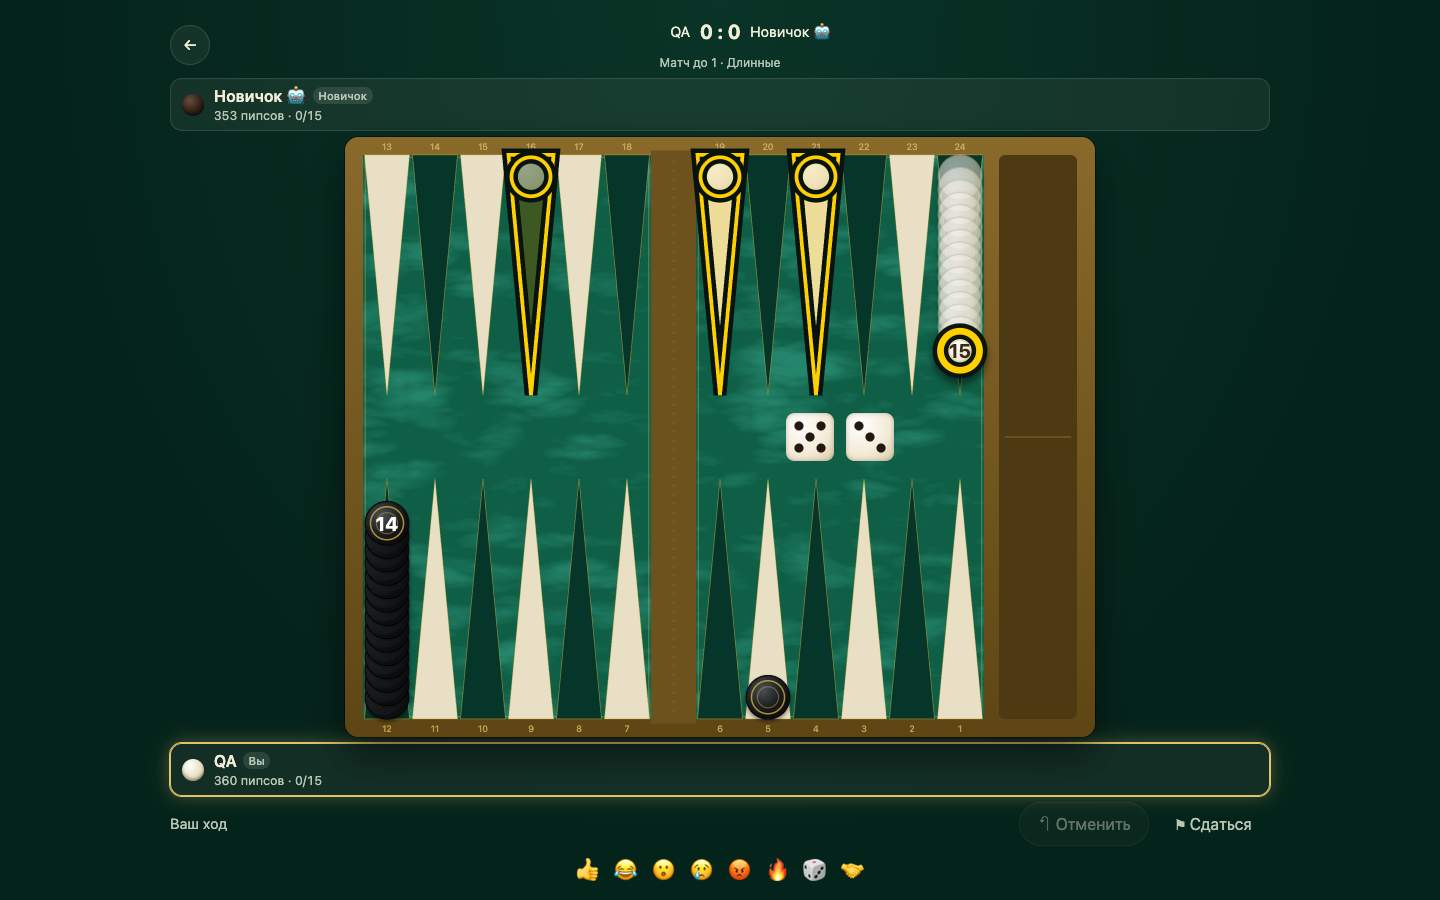 QA 0 : 0 Новичок
Матч до 1 · Длинные
Новичок Новичок
353 пипсов · 0/15
13 14 15 16 17 18 19 20 21 22 23 24
15
14
12 11 10 9 8 7 6 5 4 3 2 1
QA Вы
360 пипсов · 0/15
Ваш ход
Отменить
Сдаться